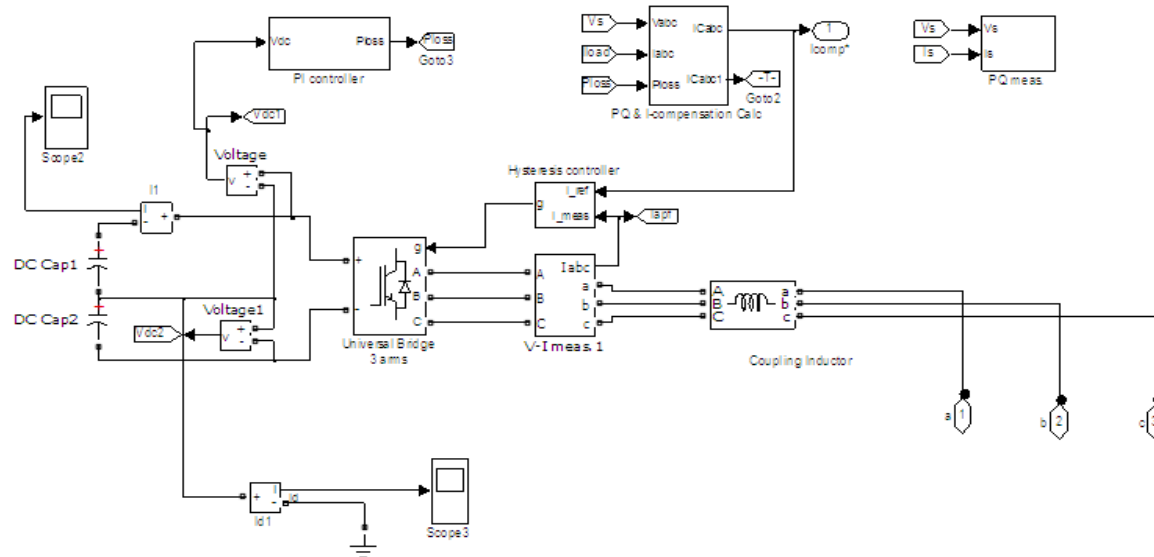 Vdc
Ploss
Ploss
Goto3
PI controller
Vs
Iload
Ploss
Vabc
Iabc
Ploss
ICabc
ICabc1
PQ & I-compensation Calc
1
Icomp*
-T-
Goto2
Vs
Is
Vs
Is
PQ meas.
Scope2
Vdc1
Voltage
v
+
-
I1
I
-
+
Hysteresis controller
g
I_ref
I_meas
Iapf
DC Cap1
+
DC Cap2
+
Vdc2
Voltage1
v
+
-
g
+
-
A
B
C
Universal Bridge
3 arms
A
B
C
Iabc
a
b
c
V-I meas. 1
A
B
C
a
b
c
Coupling Inductor
a
1
b
2
c
+
I
-
Id
Id1
Scope3